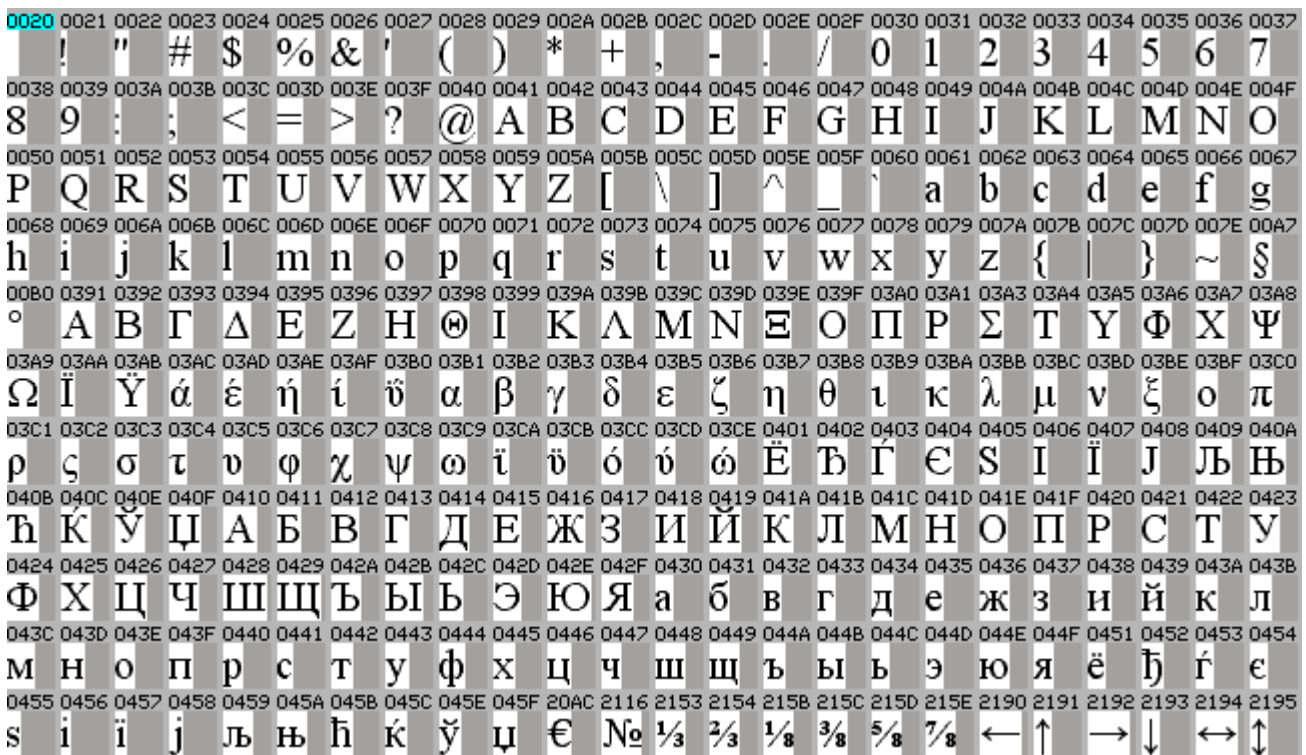 0020 0021 0022 0023 0024 0025 0026 0027 0028 0029 002A 002B 002C 002D 002E 002F 0030 0031 0032 0033 0034 0035 0036 0037
! " # $ % & ' ( ) * + , - . / 0 1 2 3 4 5 6 7
0038 0039 003A 003B 003C 003D 003E 003F 0040 0041 0042 0043 0044 0045 0046 0047 0048 0049 004A 004B 004C 004D 004E 004F
8 9 : ; < = > ? @ A B C D E F G H I J K L M N O
0050 0051 0052 0053 0054 0055 0056 0057 0058 0059 005A 005B 005C 005D 005E 005F 0060 0061 0062 0063 0064 0065 0066 0067
P Q R S T U V W X Y Z [ \ ] ^ _ ` a b c d e f g
0068 0069 006A 006B 006C 006D 006E 006F 0070 0071 0072 0073 0074 0075 0076 0077 0078 0079 007A 007B 007C 007D 007E 00A7
h i j k l m n o p q r s t u v w x y z { | } ~ §
00B0 0391 0392 0393 0394 0395 0396 0397 0398 0399 039A 039B 039C 039D 039E 039F 03A0 03A1 03A3 03A4 03A5 03A6 03A7 03A8
° Α Β Γ Δ Ε Ζ Η Θ Ι Κ Λ Μ Ν Ξ Ο Π Ρ Σ Τ Υ Φ Χ Ψ
03A9 03AA 03AB 03AC 03AD 03AE 03AF 03B0 03B1 03B2 03B3 03B4 03B5 03B6 03B7 03B8 03B9 03BA 03BB 03BC 03BD 03BE 03BF 03C0
Ω Ϊ Ϋ ά έ ή ί ΰ α β γ δ ε ζ η θ ι κ λ μ ν ξ ο π
03C1 03C2 03C3 03C4 03C5 03C6 03C7 03C8 03C9 03CA 03CB 03CC 03CD 03CE 0401 0402 0403 0404 0405 0406 0407 0408 0409 040A
ρ ς σ τ υ φ χ ψ ω ϊ ϋ ό ύ ώ Ё Ђ Ѓ Є Ѕ І Ї Ј Љ Њ
040B 040C 040E 040F 0410 0411 0412 0413 0414 0415 0416 0417 0418 0419 041A 041B 041C 041D 041E 041F 0420 0421 0422 0423
Ћ Ќ Ў Џ А Б В Г Д Е Ж З И Й К Л М Н О П Р С Т У
0424 0425 0426 0427 0428 0429 042A 042B 042C 042D 042E 042F 0430 0431 0432 0433 0434 0435 0436 0437 0438 0439 043A 043B
Ф Х Ц Ч Ш Щ Ъ Ы Ь Э Ю Я а б в г д е ж з и й к л
043C 043D 043E 043F 0440 0441 0442 0443 0444 0445 0446 0447 0448 0449 044A 044B 044C 044D 044E 044F 0451 0452 0453 0454
м н о п р с т у ф х ц ч ш щ ъ ы ь э ю я ё ђ ѓ є
0455 0456 0457 0458 0459 045A 045B 045C 045E 045F 20AC 2116 2153 2154 215B 215C 215D 215E 2190 2191 2192 2193 2194 2195
ѕ і ї ј љ њ ћ ќ ў џ € № ⅓ ⅔ ⅛ ⅜ ⅝ ⅞ ← ↑ → ↓ ↔ ↕